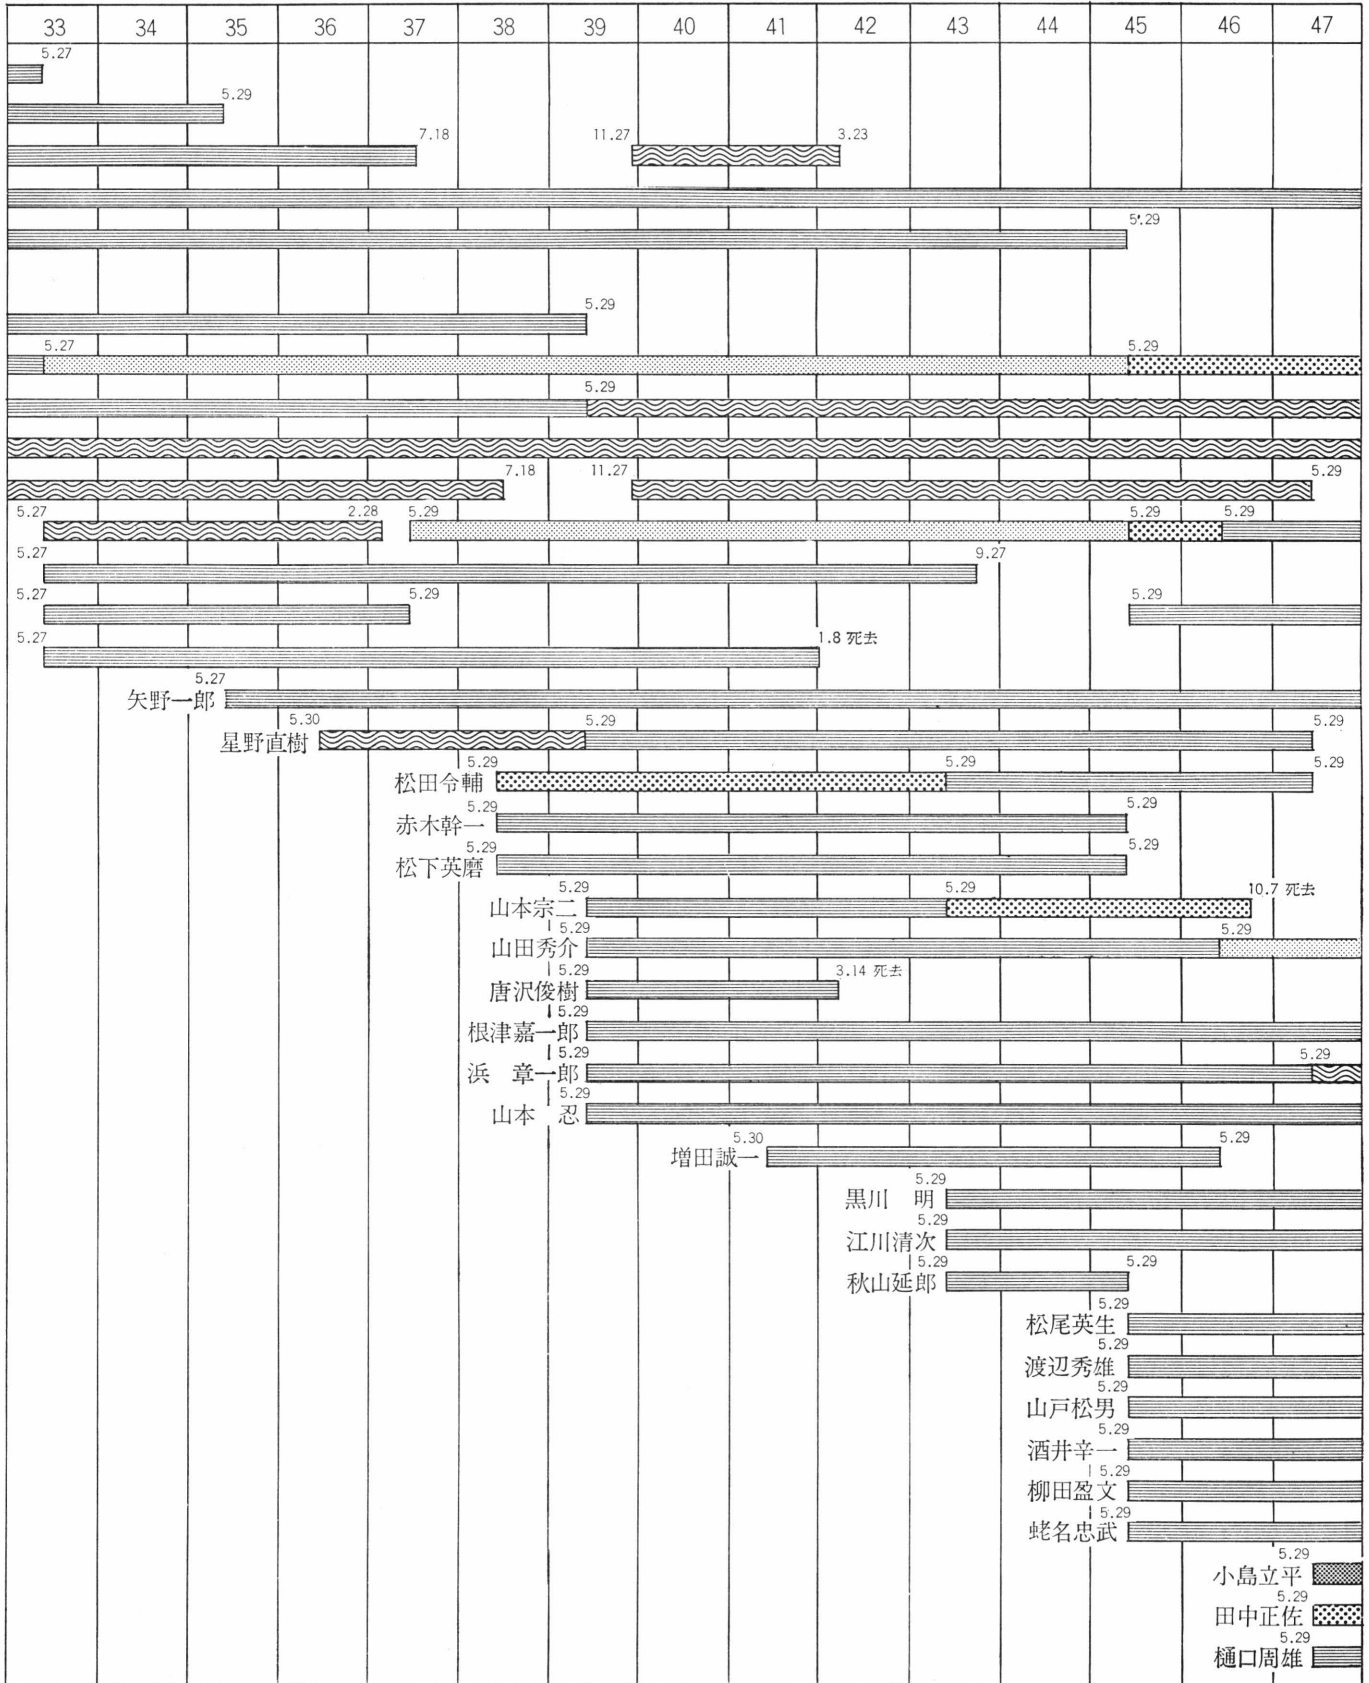 33 34 35 36 37 38 39 40 41 42 43 44 45 46 47
5.27
5.29
7.18 11.27 3.23
5.29
5.29
5.27 5.29
5.29
7.18 11.27 5.29
5.27 2.28 5.29 5.29 5.29
5.27 9.27
5.27 5.29 5.29
5.27 1.8 死去
矢野一郎 5.27
星野直樹 5.30 5.29 5.29
松田令輔 5.29 5.29 5.29
赤木幹一 5.29 5.29
松下英磨 5.29 5.29
山本宗二 5.29 5.29 10.7 死去
山田秀介 5.29 5.29
唐沢俊樹 5.29 3.14 死去
根津嘉一郎 5.29
浜 章一郎 5.29 5.29
山本 忍 5.29
増田誠一 5.30 5.29
黒川 明 5.29
江川清次 5.29
秋山延郎 5.29 5.29
松尾英生 5.29
渡辺秀雄 5.29
山戸松男 5.29
酒井辛一 5.29
柳田盈文 5.29
蛯名忠武 5.29
小島立平 5.29
田中正佐 5.29
樋口周雄 5.29